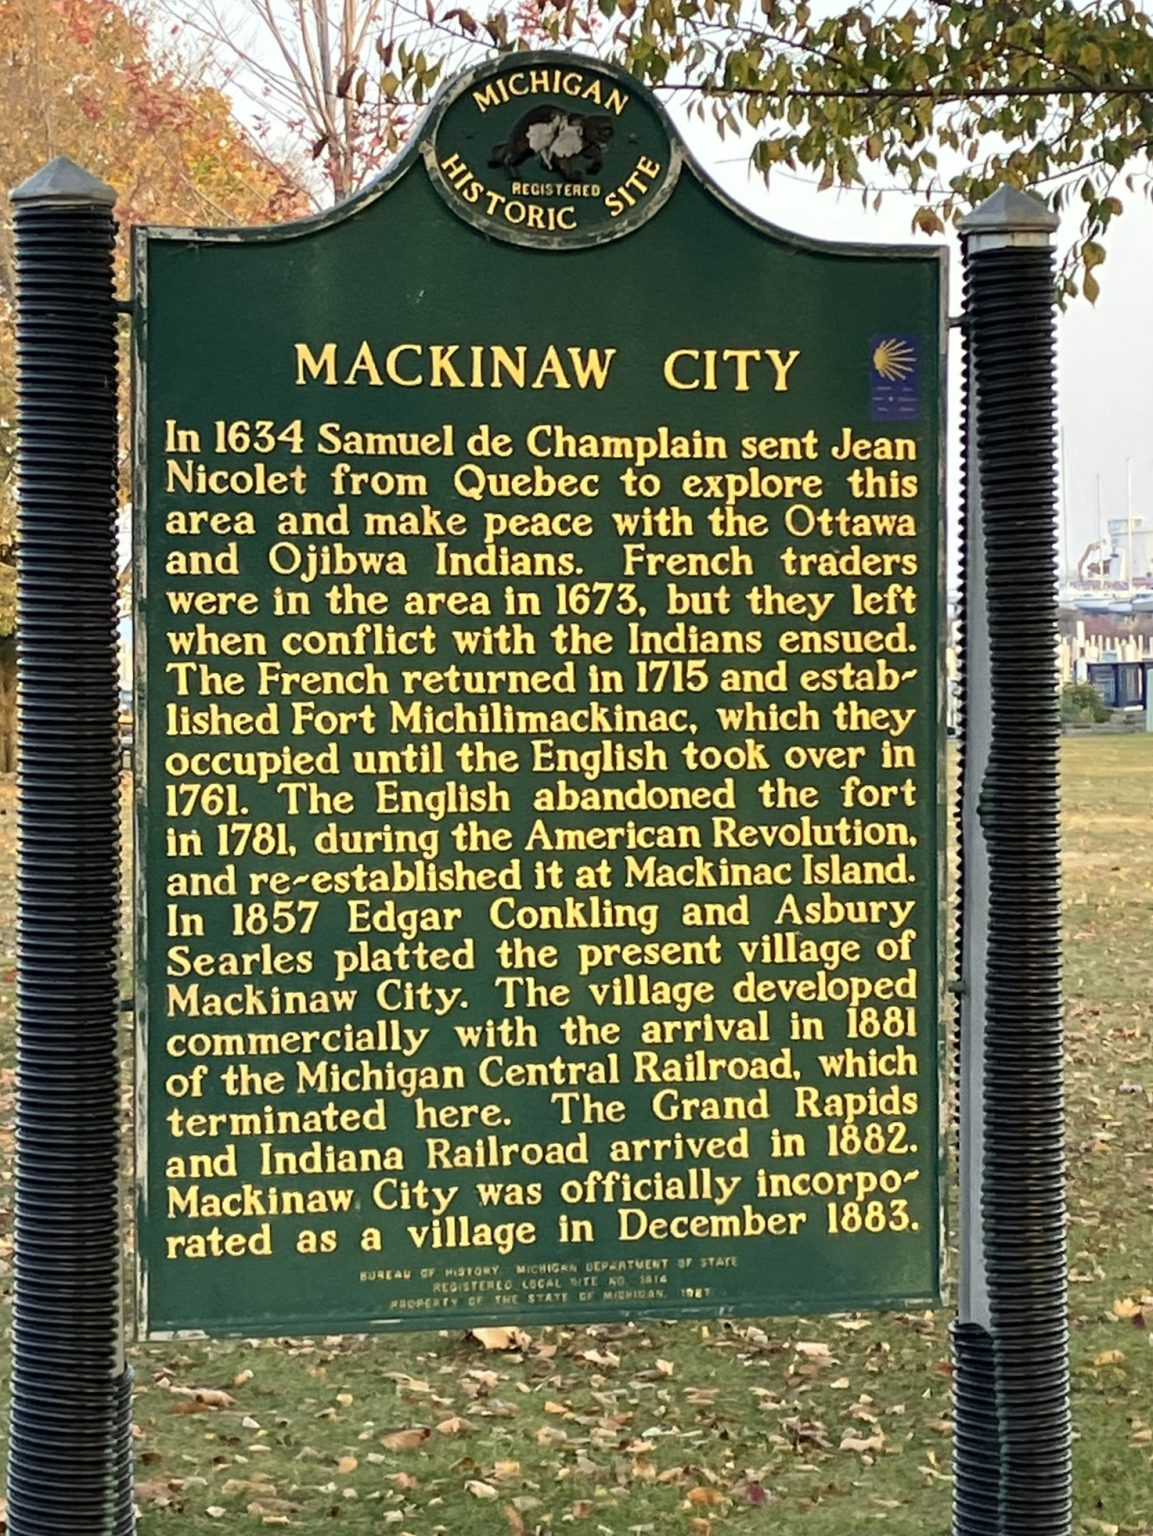 MICHIGAN
REGISTERED
HISTORIC SITE
MACKINAW CITY
In 1634 Samuel de Champlain sent Jean
Nicolet from Quebec to explore this
area and make peace with the Ottawa
and Ojibwa Indians. French traders
were in the area in 1673, but they left
when conflict with the Indians ensued.
The French returned in 1715 and estab-
lished Fort Michilimackinac, which they
occupied until the English took over in
1761. The English abandoned the fort
in 1781, during the American Revolution,
and re-established it at Mackinac Island.
In 1857 Edgar Conkling and Asbury
Searles platted the present village of
Mackinaw City. The village developed
commercially with the arrival in 1881
of the Michigan Central Railroad, which
terminated here. The Grand Rapids
and Indiana Railroad arrived in 1882.
Mackinaw City was officially incorpo-
rated as a village in December 1883.
BUREAU OF HISTORY, MICHIGAN DEPARTMENT OF STATE
REGISTERED LOCAL SITE NO.
PROPERTY OF THE STATE OF MICHIGAN, 1987